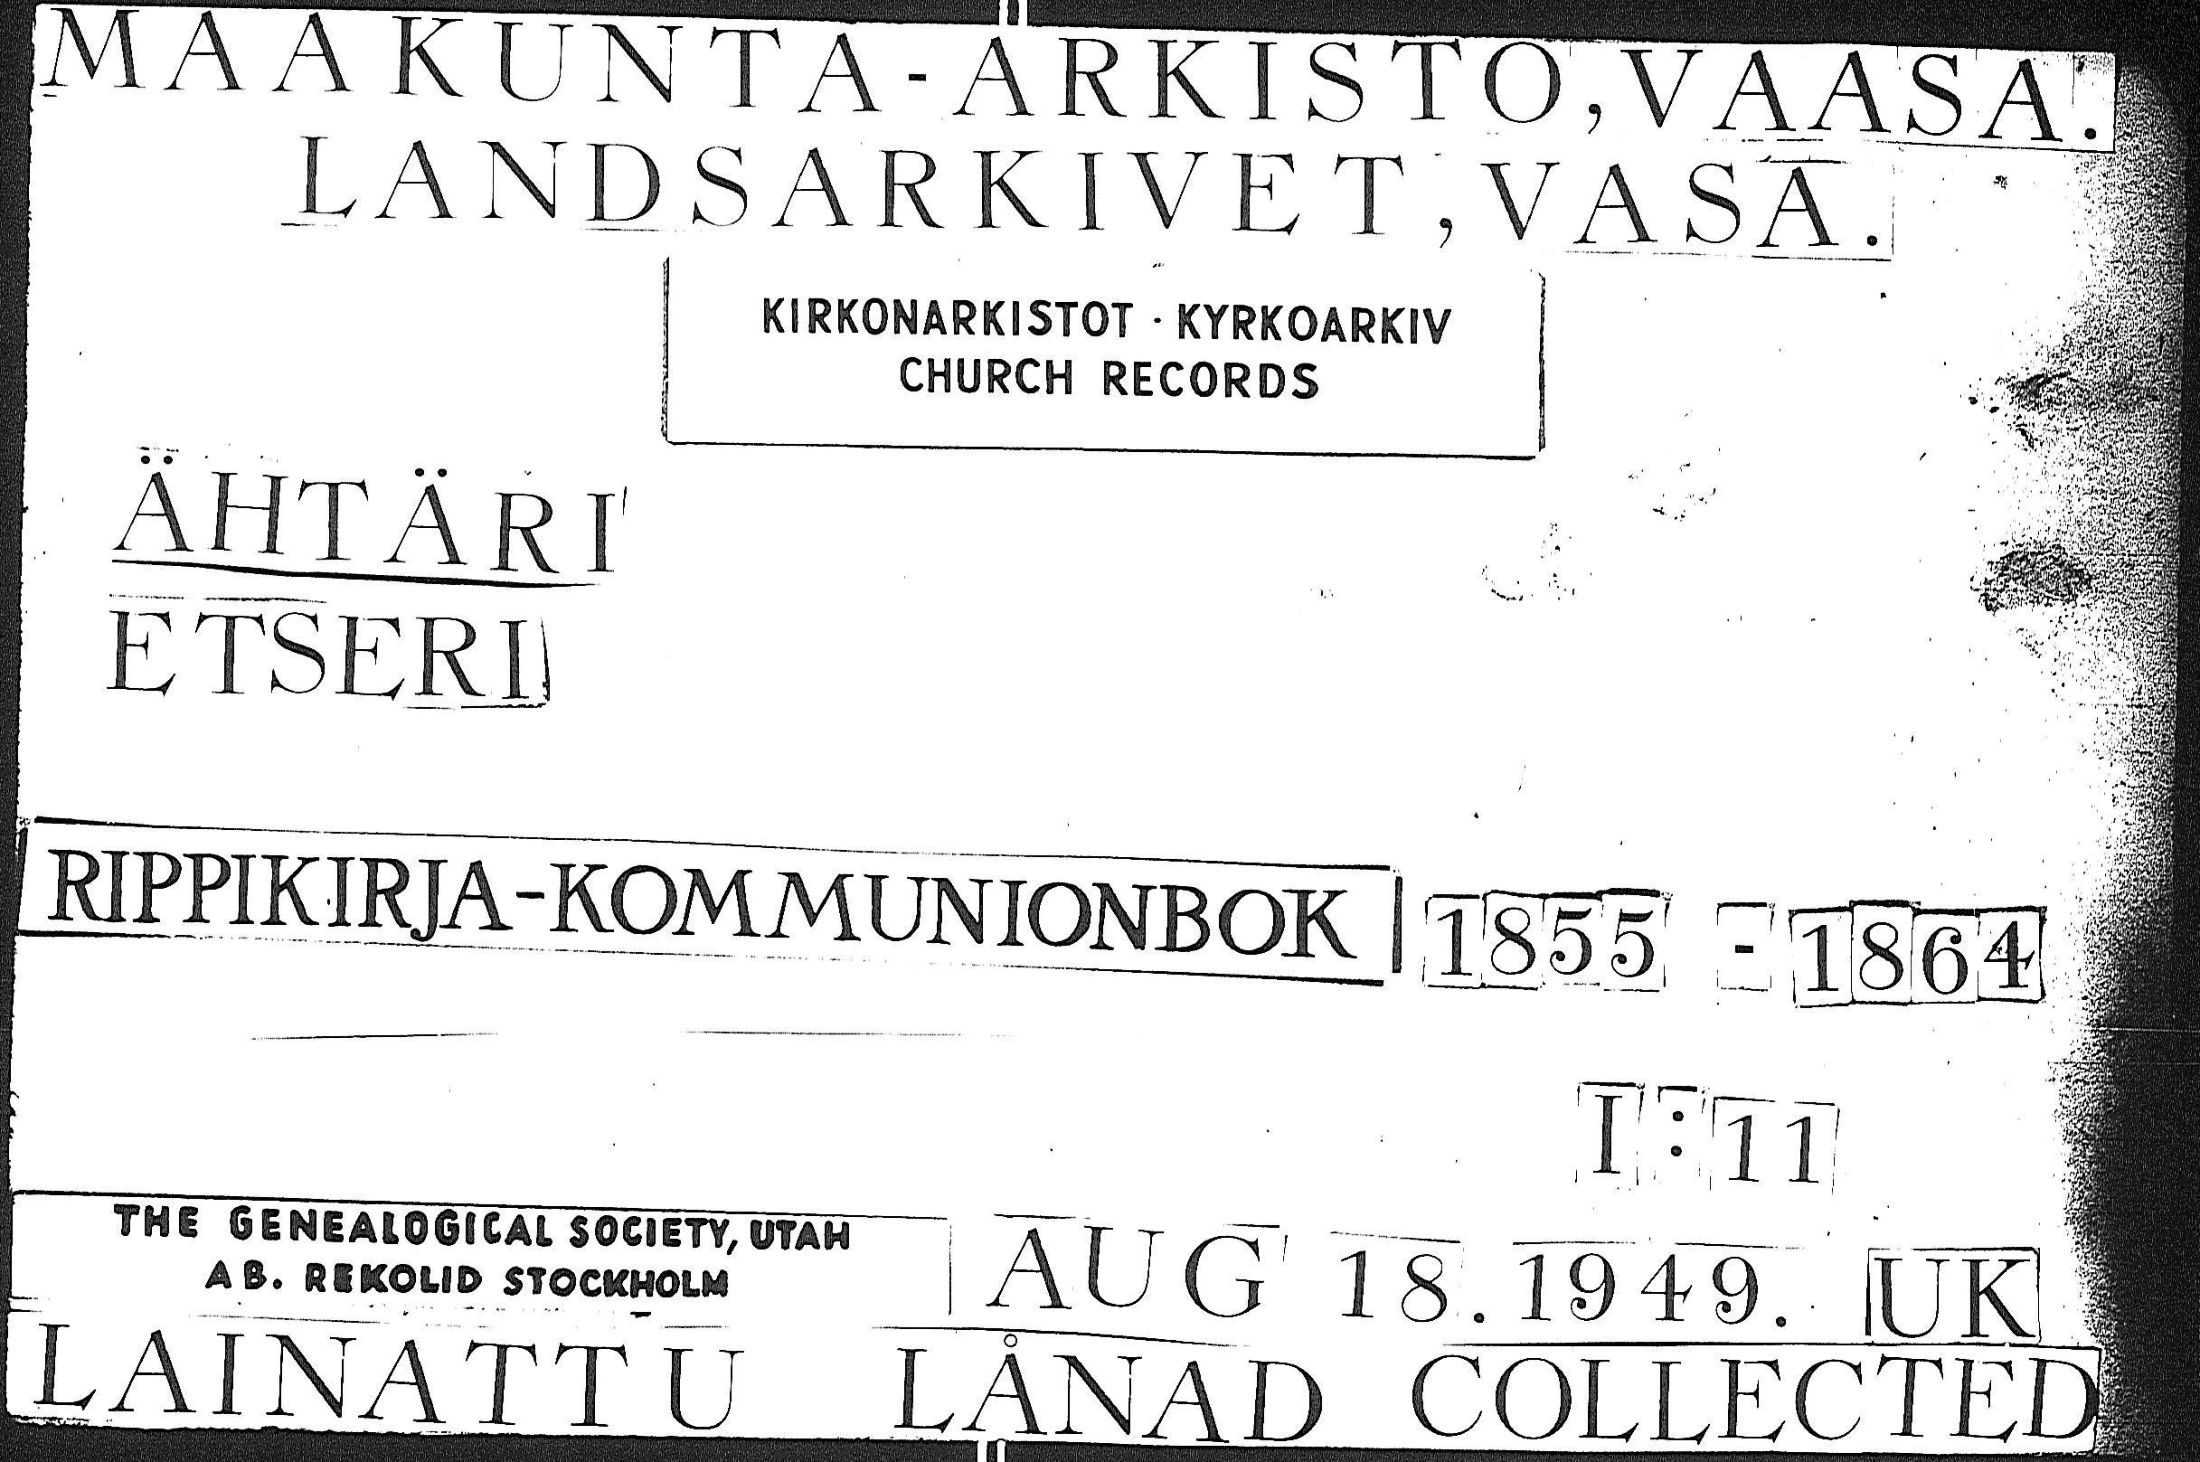 MAAKUNTA-ARKISTO, VAASA.
LANDSARKIVET, VASA.
KIRKONARKISTOT · KYRKOARKIV
CHURCH RECORDS
ÄHTÄRI
ETSERI
RIPPIKIRJA-KOMMUNIONBOK 1855 - 1864
I:11
THE GENEALOGICAL SOCIETY, UTAH
AB. REKOLID STOCKHOLM
AUG 18.1949. UK
LAINATTU LÅNAD COLLECTED